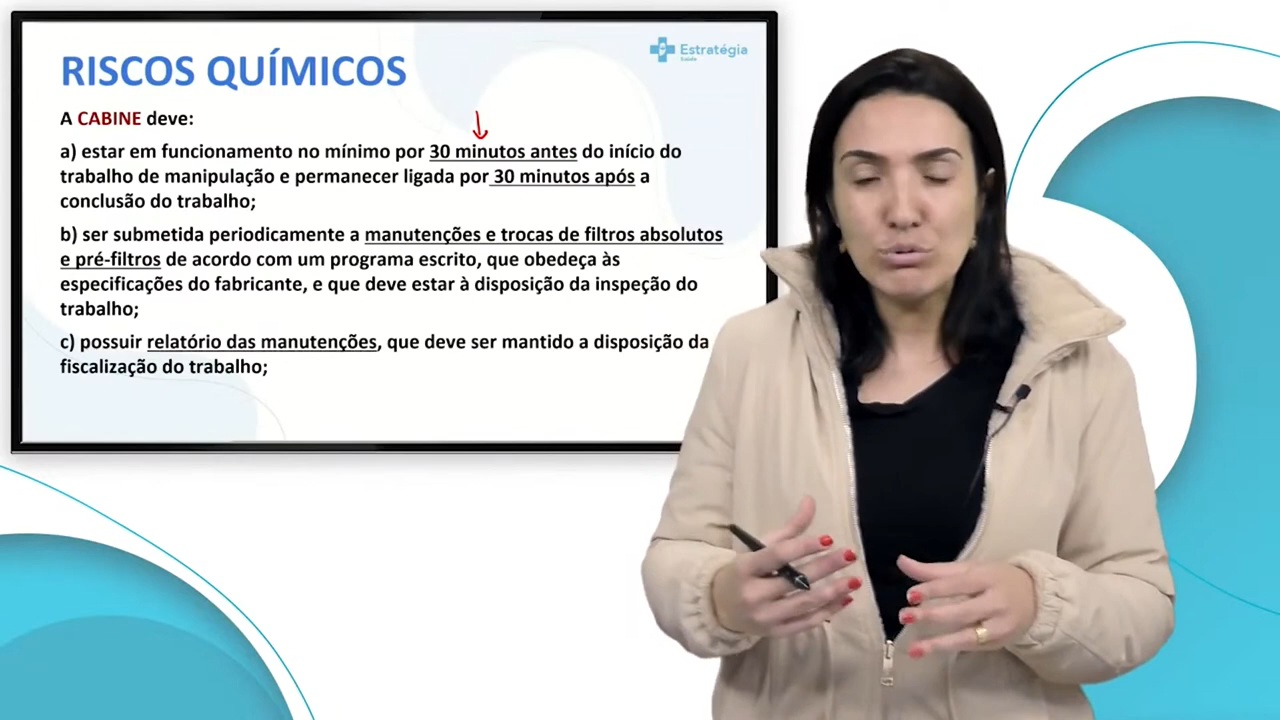 RISCOS QUÍMICOS
Estratégia
Saúde
A CABINE deve:
a) estar em funcionamento no mínimo por 30 minutos antes do início do
trabalho de manipulação e permanecer ligada por 30 minutos após a
conclusão do trabalho;
b) ser submetida periodicamente a manutenções e trocas de filtros absolutos
e pré-filtros de acordo com um programa escrito, que obedeça às
especificações do fabricante, e que deve estar à disposição da inspeção do
trabalho;
c) possuir relatório das manutenções, que deve ser mantido a disposição da
fiscalização do trabalho;